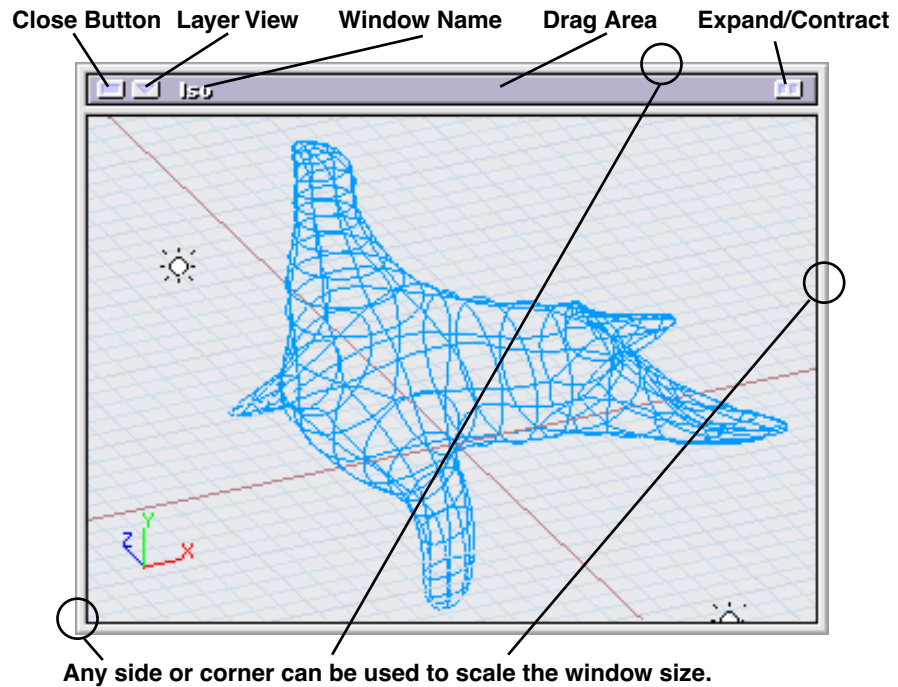 Close Button Layer View Window Name Drag Area Expand/Contract
Iso
Y
Z
X
Any side or corner can be used to scale the window size.